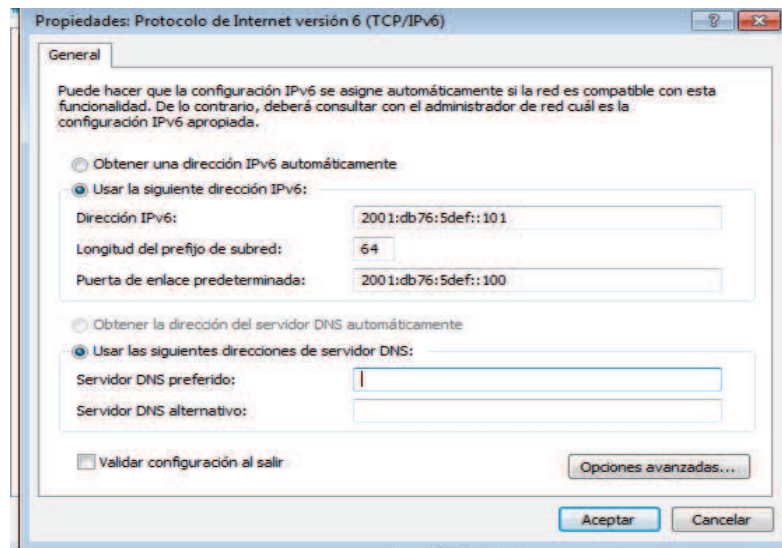 Propiedades: Protocolo de Internet versión 6 (TCP/IPv6)
General
Puede hacer que la configuración IPv6 se asigne automáticamente si la red es compatible con esta
funcionalidad. De lo contrario, deberá consultar con el administrador de red cuál es la
configuración IPv6 apropiada.
Obtener una dirección IPv6 automáticamente
Usar la siguiente dirección IPv6:
Dirección IPv6: 2001:db76:5def::101
Longitud del prefijo de subred: 64
Puerta de enlace predeterminada: 2001:db76:5def::100
Obtener la dirección del servidor DNS automáticamente
Usar las siguientes direcciones de servidor DNS:
Servidor DNS preferido:
Servidor DNS alternativo:
Validar configuración al salir
Opciones avanzadas...
Aceptar Cancelar